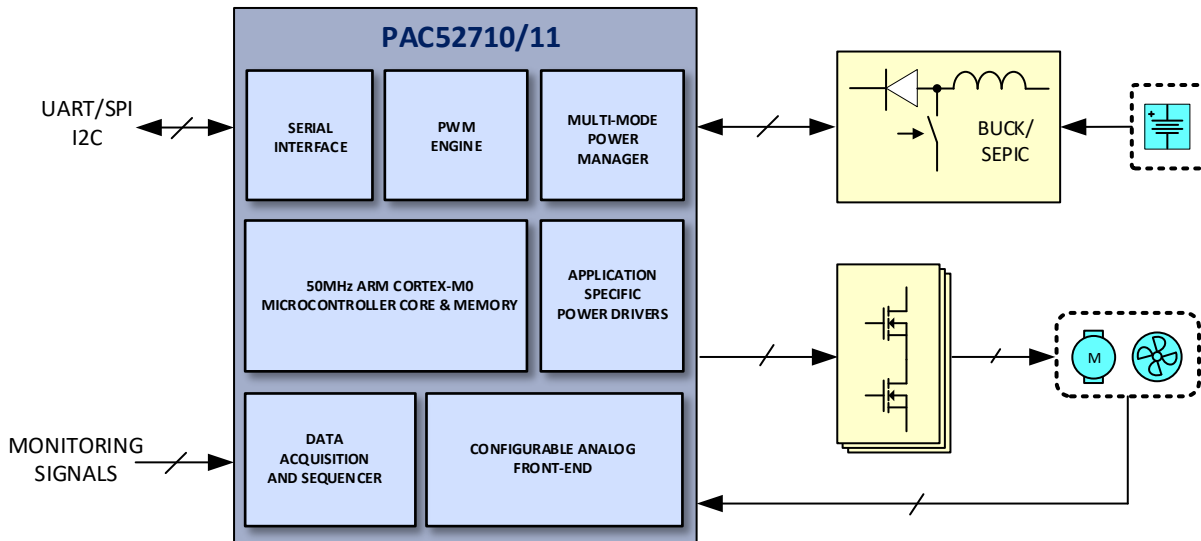 PAC52710/11
UART/SPI
I2C
SERIAL
INTERFACE
PWM
ENGINE
MULTI-MODE
POWER
MANAGER
BUCK/
SEPIC
+
50MHz ARM CORTEX-M0
MICROCONTROLLER CORE & MEMORY
APPLICATION
SPECIFIC
POWER DRIVERS
M
MONITORING
SIGNALS
DATA
ACQUISITION
AND SEQUENCER
CONFIGURABLE ANALOG
FRONT-END